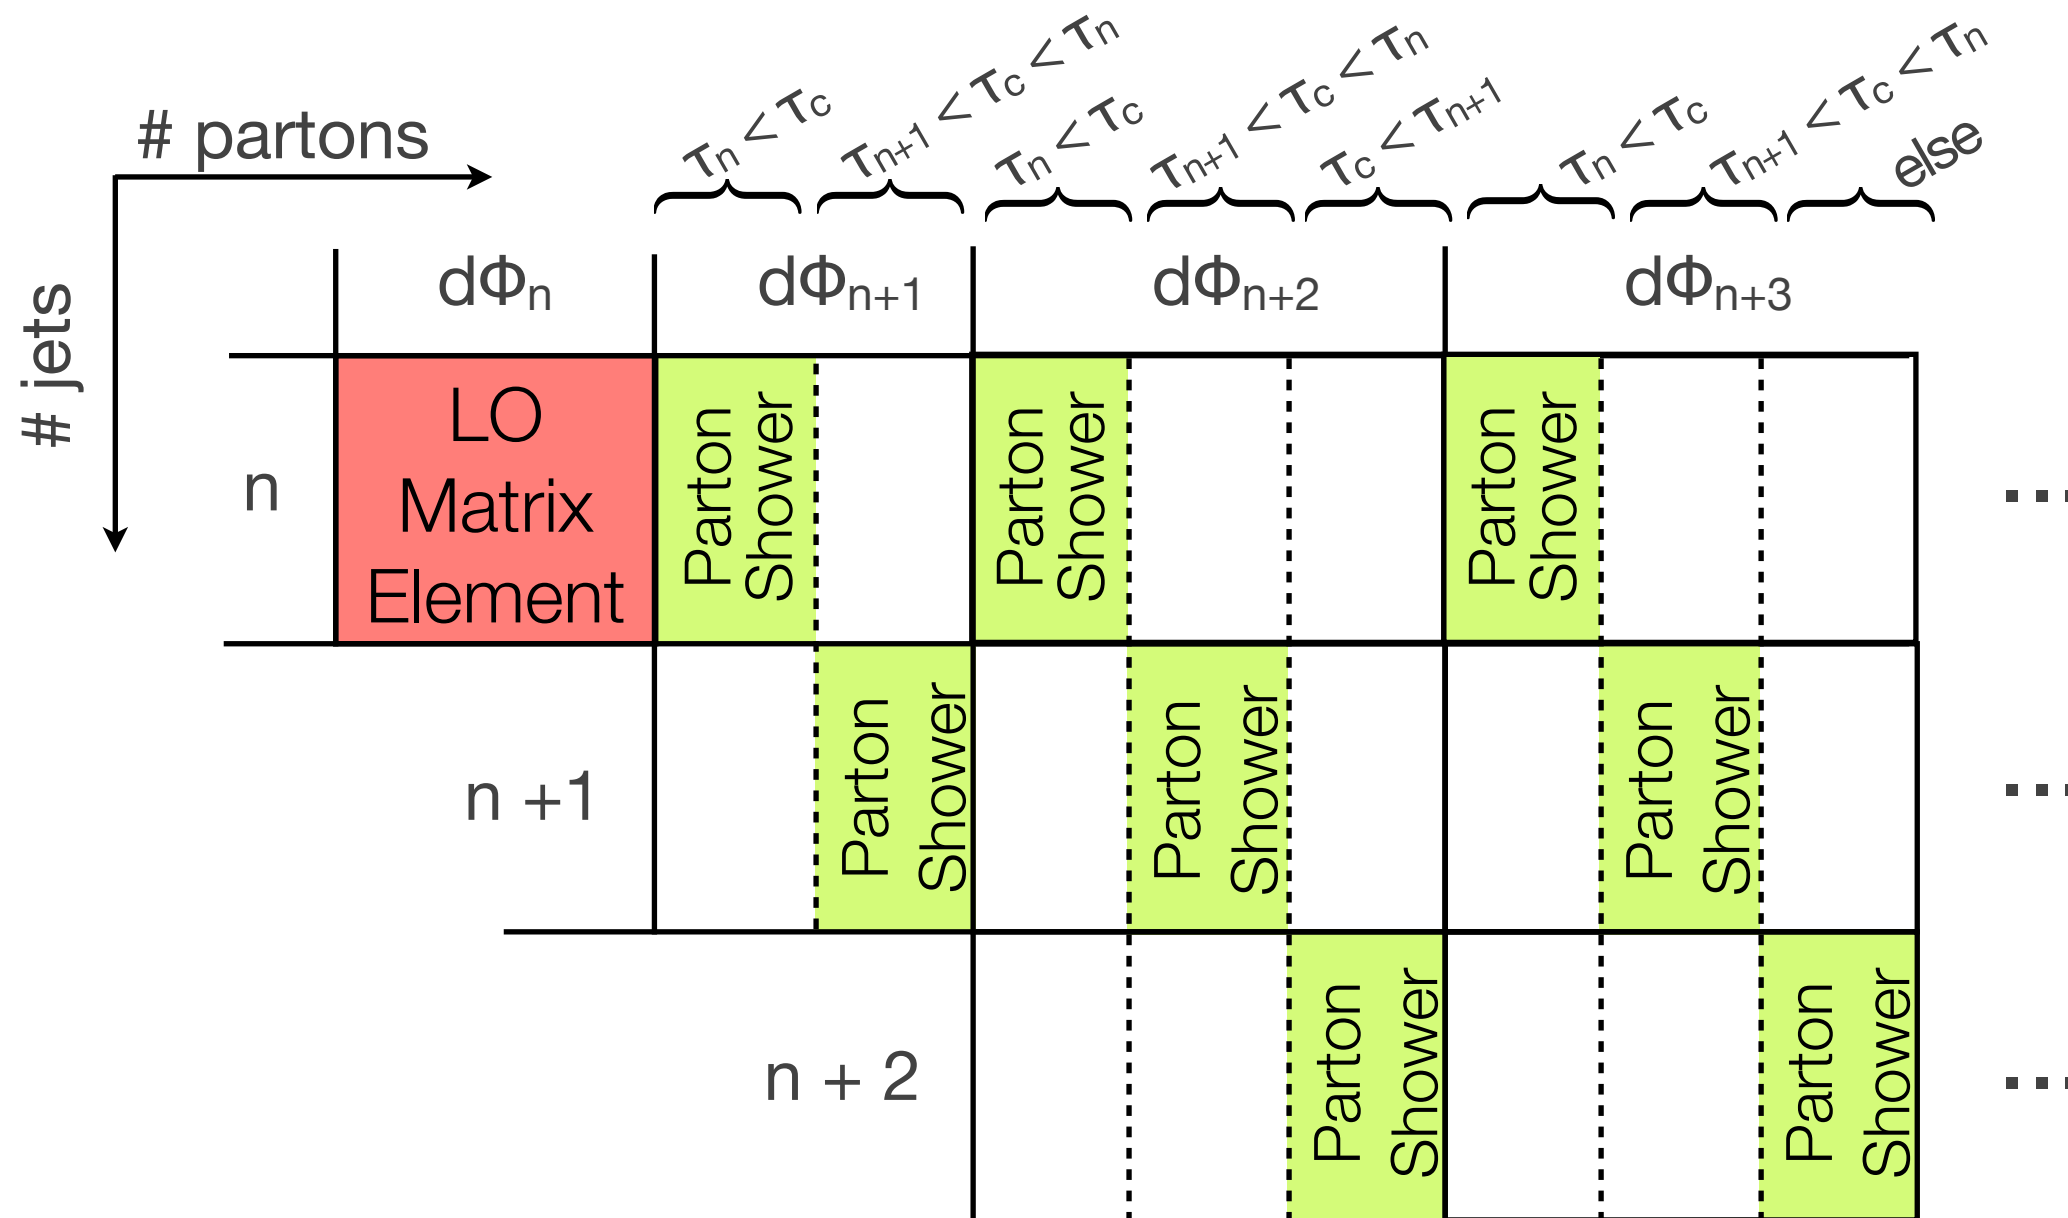 # partons
# jets
τn < τc
τn+1 < τc < τn
τn < τc
τn+1 < τc < τn
τc < τn+1
τn < τc
τn+1 < τc < τn
else
dΦn
dΦn+1
dΦn+2
dΦn+3
n
LO
Matrix
Element
Parton
Shower
Parton
Shower
Parton
Shower
n +1
Parton
Shower
Parton
Shower
Parton
Shower
n + 2
Parton
Shower
Parton
Shower